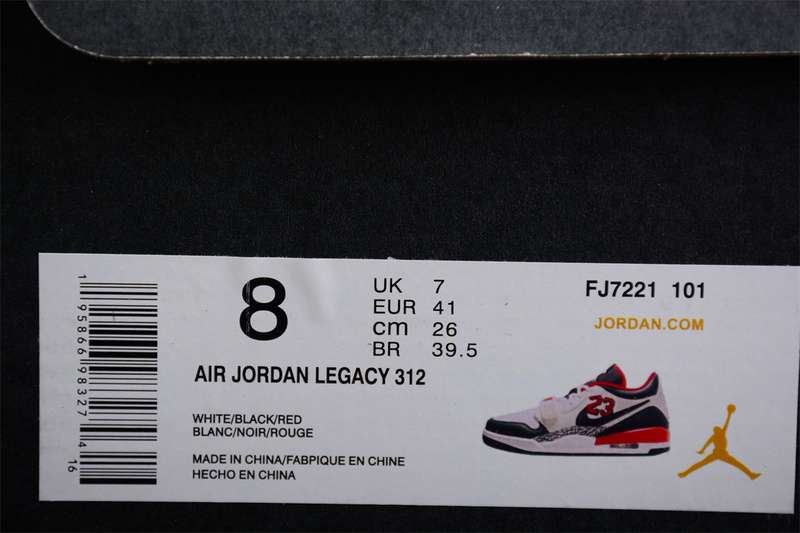 1 95866 98327 4 16
8
UK 7
EUR 41
cm 26
BR 39.5
FJ7221 101
JORDAN.COM
AIR JORDAN LEGACY 312
WHITE/BLACK/RED
BLANC/NOIR/ROUGE
MADE IN CHINA/FABPIQUE EN CHINE
HECHO EN CHINA
23